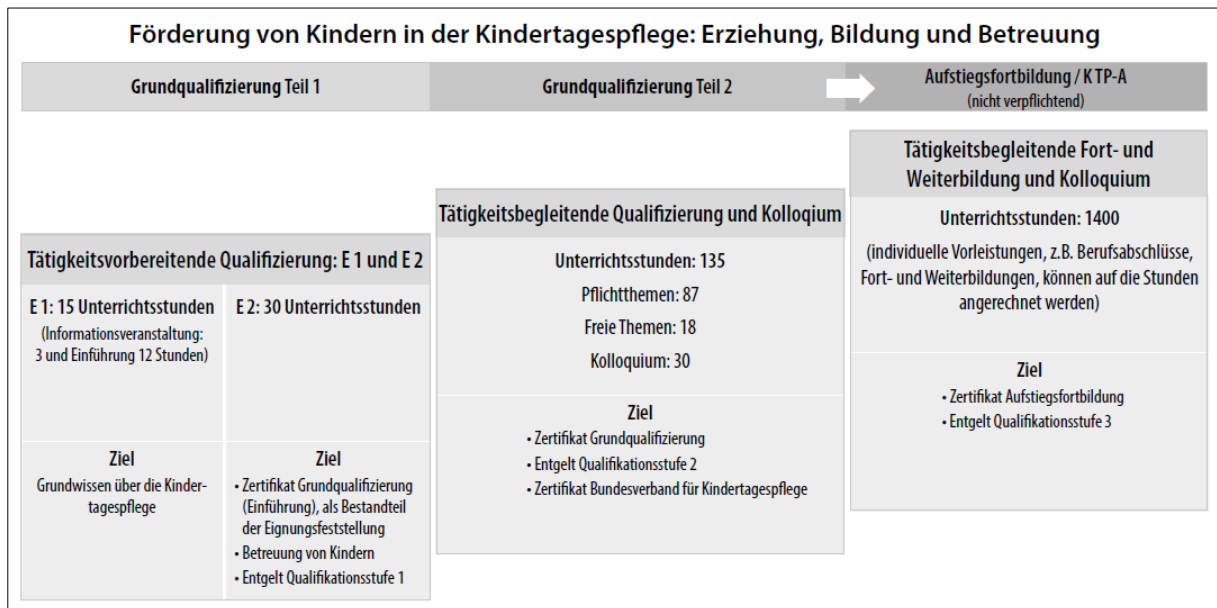 Förderung von Kindern in der Kindertagespflege: Erziehung, Bildung und Betreuung
Grundqualifizierung Teil 1
Grundqualifizierung Teil 2
Aufstiegsfortbildung / KTP-A
(nicht verpflichtend)
Tätigkeitsvorbereitende Qualifizierung: E 1 und E 2
E 1: 15 Unterrichtsstunden
(Informationsveranstaltung:
3 und Einführung 12 Stunden)
Ziel
Grundwissen über die Kinder-
tagespflege
E 2: 30 Unterrichtsstunden
Ziel
• Zertifikat Grundqualifizierung
(Einführung), als Bestandteil
der Eignungsfeststellung
• Betreuung von Kindern
• Entgelt Qualifikationsstufe 1
Tätigkeitsbegleitende Qualifizierung und Kolloqium
Unterrichtsstunden: 135
Pflichtthemen: 87
Freie Themen: 18
Kolloquium: 30
Ziel
• Zertifikat Grundqualifizierung
• Entgelt Qualifikationsstufe 2
• Zertifikat Bundesverband für Kindertagespflege
Tätigkeitsbegleitende Fort- und
Weiterbildung und Kolloquium
Unterrichtsstunden: 1400
(individuelle Vorleistungen, z.B. Berufsabschlüsse,
Fort- und Weiterbildungen, können auf die Stunden
angerechnet werden)
Ziel
• Zertifikat Aufstiegsfortbildung
• Entgelt Qualifikationsstufe 3